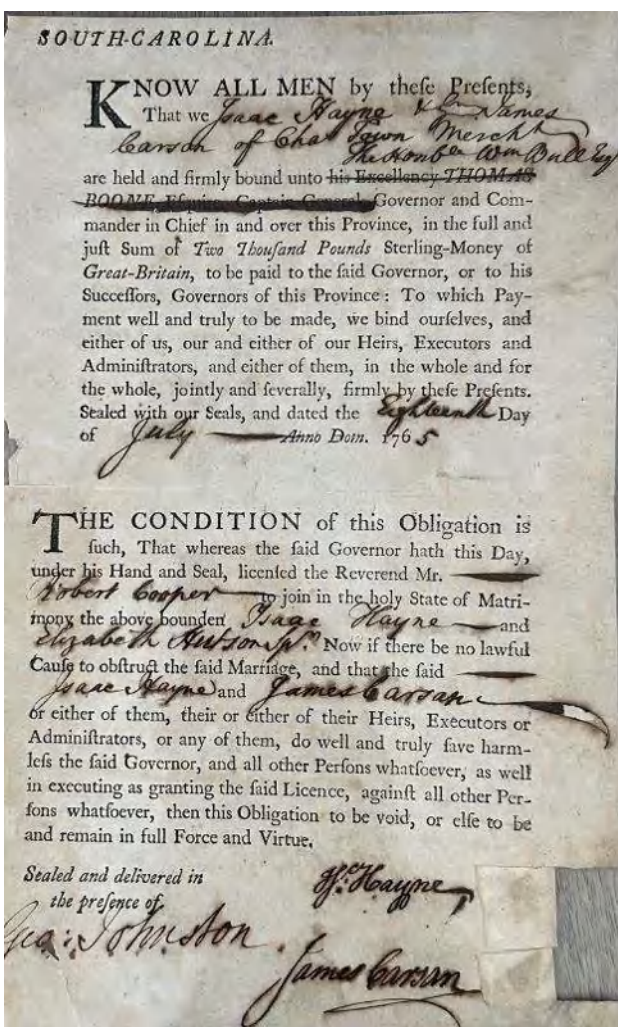 SOUTH-CAROLINA.
KNOW ALL MEN by theſe Preſents,
That we Isaac Hayne & James
Carson of Chas Town Mercht
The Honble Wm Bull Esq
are held and firmly bound unto his Excellency THOMAS
BOONE, Eſquire, Captain-General, Governor and Com-
mander in Chief in and over this Province, in the full and
juſt Sum of Two Thouſand Pounds Sterling-Money of
Great-Britain, to be paid to the ſaid Governor, or to his
Succeſſors, Governors of this Province: To which Pay-
ment well and truly to be made, we bind ourſelves, and
either of us, our and either of our Heirs, Executors and
Adminiſtrators, and either of them, in the whole and for
the whole, jointly and ſeverally, firmly by theſe Preſents.
Sealed with our Seals, and dated the Eighteenth Day
of July Anno Dom. 1765
THE CONDITION of this Obligation is
ſuch, That whereas the ſaid Governor hath this Day,
under his Hand and Seal, licenſed the Reverend Mr.
Robert Cooper to join in the holy State of Matri-
mony the above bounden Isaac Hayne and
Elizabeth Hutson Now if there be no lawful
Cauſe to obſtruct the ſaid Marriage, and that the ſaid
Isaac Hayne and James Carsan
or either of them, their or either of their Heirs, Executors or
Adminiſtrators, or any of them, do well and truly ſave harm-
leſs the ſaid Governor, and all other Perſons whatſoever, as well
in executing as granting the ſaid Licence, againſt all other Per-
ſons whatſoever, then this Obligation to be void, or elſe to be
and remain in full Force and Virtue.
Sealed and delivered in
the preſence of
Is: Hayne
Geo: Johnston
James Carsan